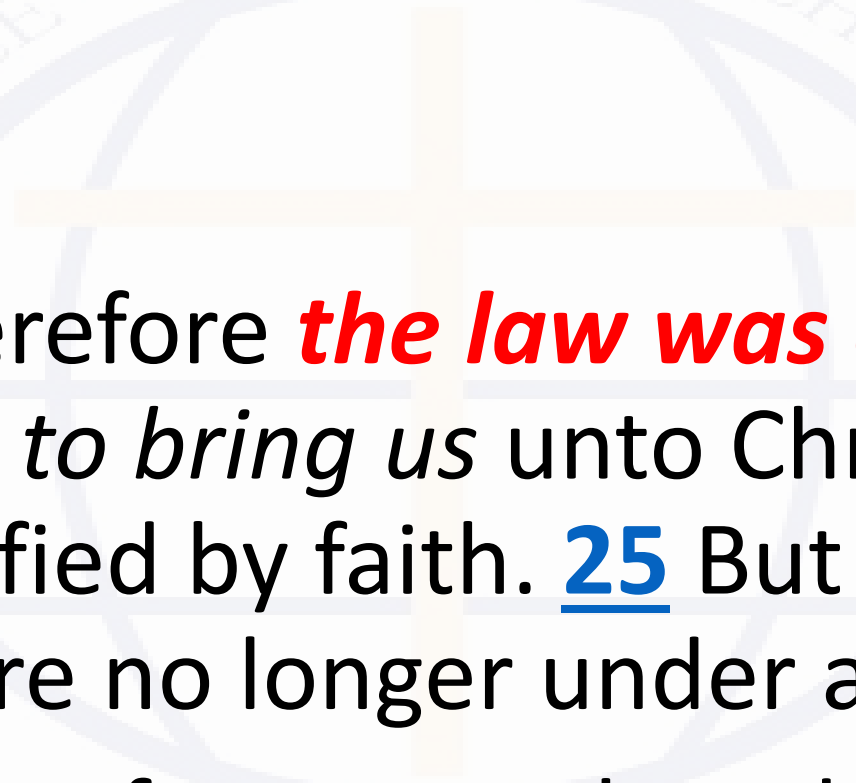 erefore the law was
to bring us unto Chr
fied by faith. 25 But
re no longer under a